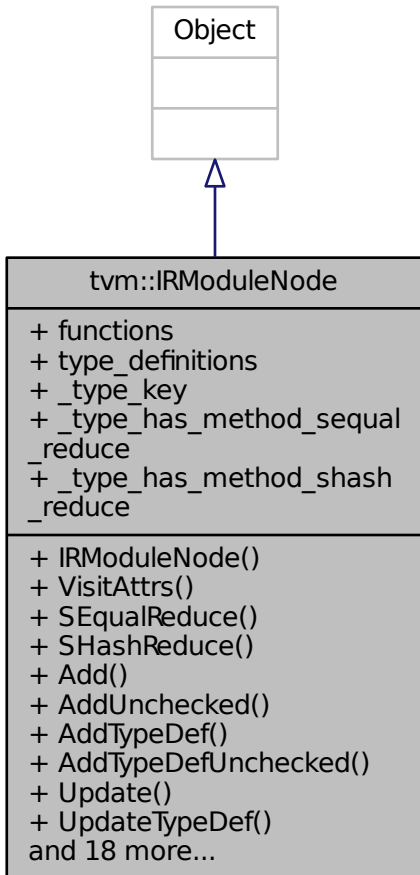 Object
tvm::IRModuleNode
+ functions
+ type_definitions
+ _type_key
+ _type_has_method_sequal
_reduce
+ _type_has_method_shash
_reduce
+ IRModuleNode()
+ VisitAttrs()
+ SEqualReduce()
+ SHashReduce()
+ Add()
+ AddUnchecked()
+ AddTypeDef()
+ AddTypeDefUnchecked()
+ Update()
+ UpdateTypeDef()
and 18 more...